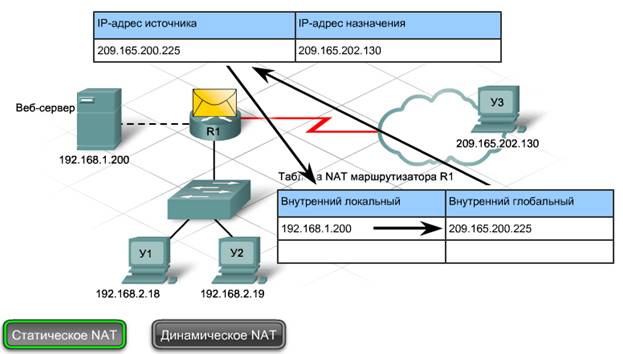 IP-адрес источника IP-адрес назначения
209.165.200.225 209.165.202.130
Веб-сервер
R1
У3
192.168.1.200
209.165.202.130
Таблица NAT маршрутизатора R1
Внутренний локальный Внутренний глобальный
192.168.1.200 209.165.200.225
У1 У2
192.168.2.18 192.168.2.19
Статическое NAT Динамическое NAT